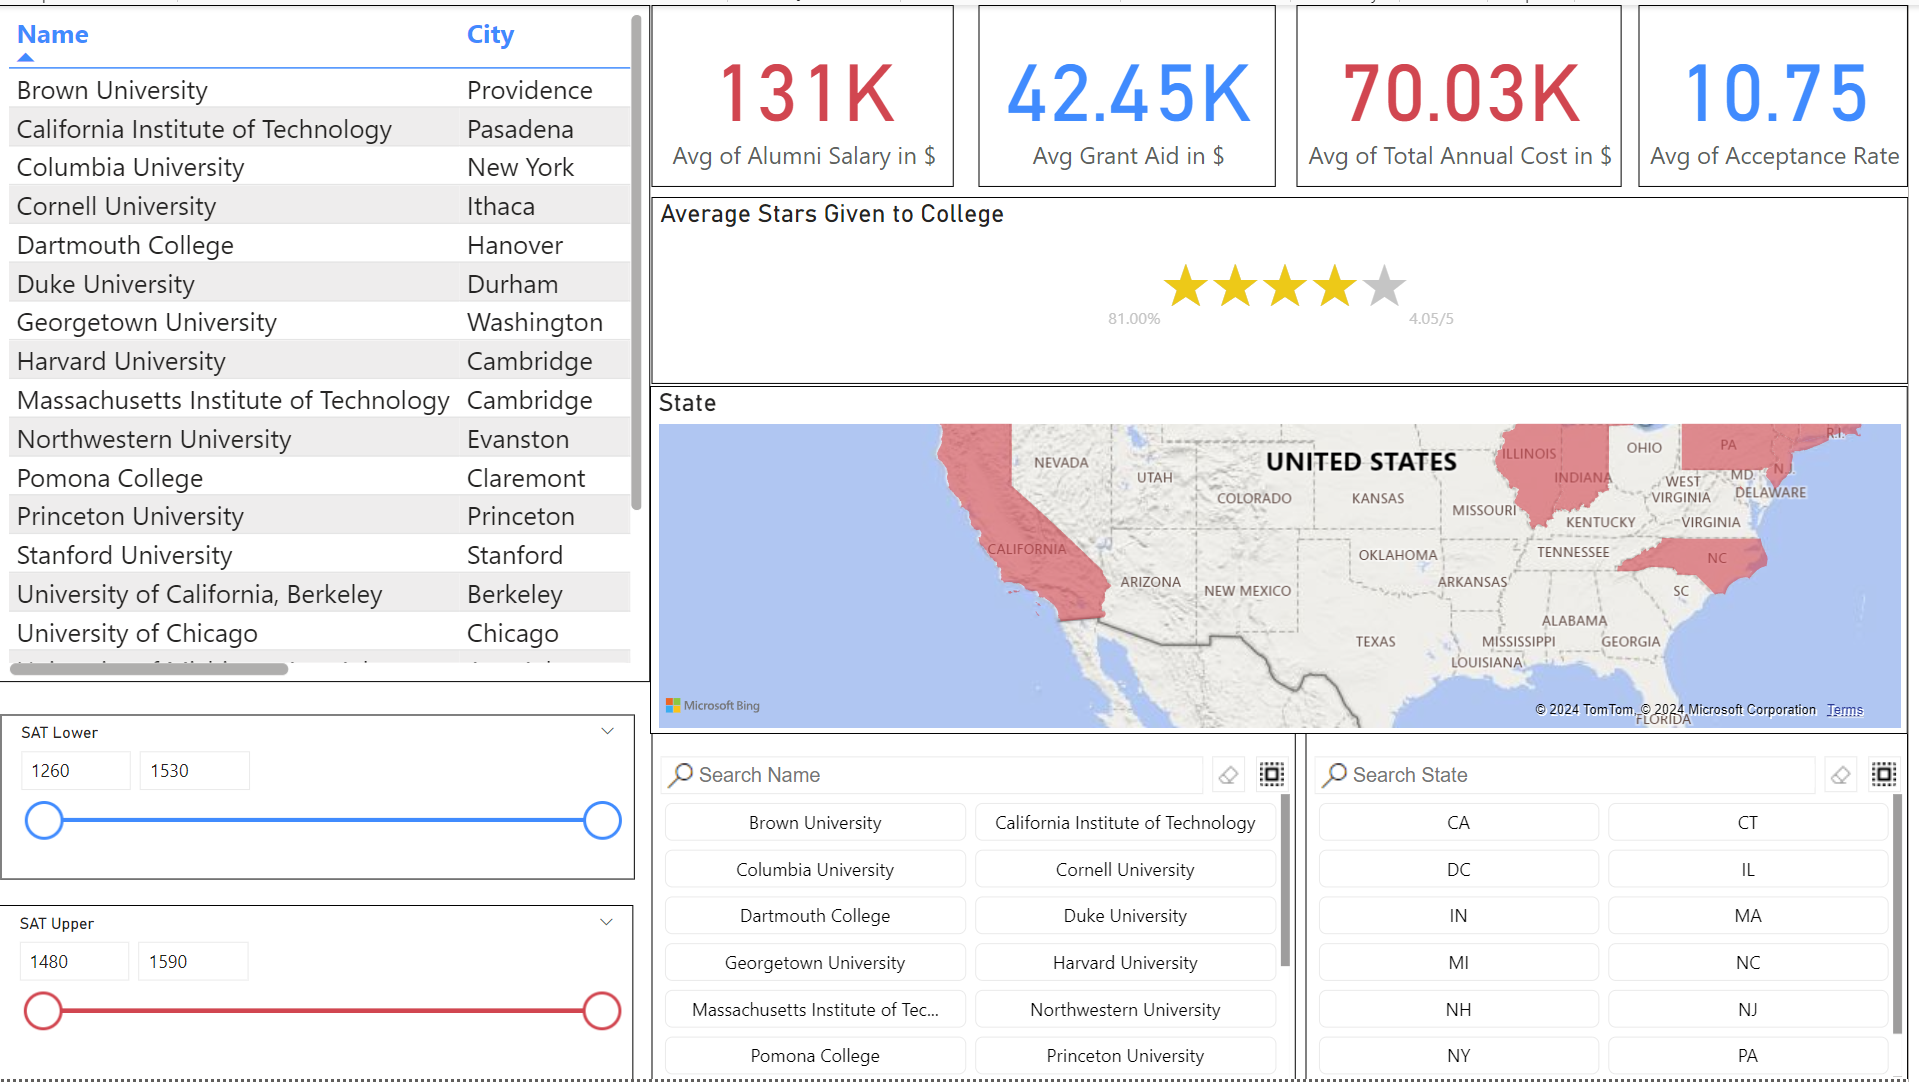 Name City
Brown University Providence
California Institute of Technology Pasadena
Columbia University New York
Cornell University Ithaca
Dartmouth College Hanover
Duke University Durham
Georgetown University Washington
Harvard University Cambridge
Massachusetts Institute of Technology Cambridge
Northwestern University Evanston
Pomona College Claremont
Princeton University Princeton
Stanford University Stanford
University of California, Berkeley Berkeley
University of Chicago Chicago
131K
Avg of Alumni Salary in $
42.45K
Avg Grant Aid in $
70.03K
Avg of Total Annual Cost in $
10.75
Avg of Acceptance Rate
Average Stars Given to College
81.00% 4.05/5
State
UNITED STATES
NEVADA
UTAH
COLORADO
KANSAS
MISSOURI
ILLINOIS
INDIANA
OHIO
PA
R.I.
MD
NJ
WEST
VIRGINIA
DELAWARE
KENTUCKY
VIRGINIA
CALIFORNIA
ARIZONA
NEW MEXICO
OKLAHOMA
ARKANSAS
TENNESSEE
NC
SC
TEXAS
ALABAMA
MISSISSIPPI
GEORGIA
LOUISIANA
FLORIDA
Microsoft Bing
© 2024 TomTom, © 2024 Microsoft Corporation Terms
SAT Lower
1260 1530
SAT Upper
1480 1590
Search Name
Brown University California Institute of Technology
Columbia University Cornell University
Dartmouth College Duke University
Georgetown University Harvard University
Massachusetts Institute of Tec... Northwestern University
Pomona College Princeton University
Search State
CA CT
DC IL
IN MA
MI NC
NH NJ
NY PA